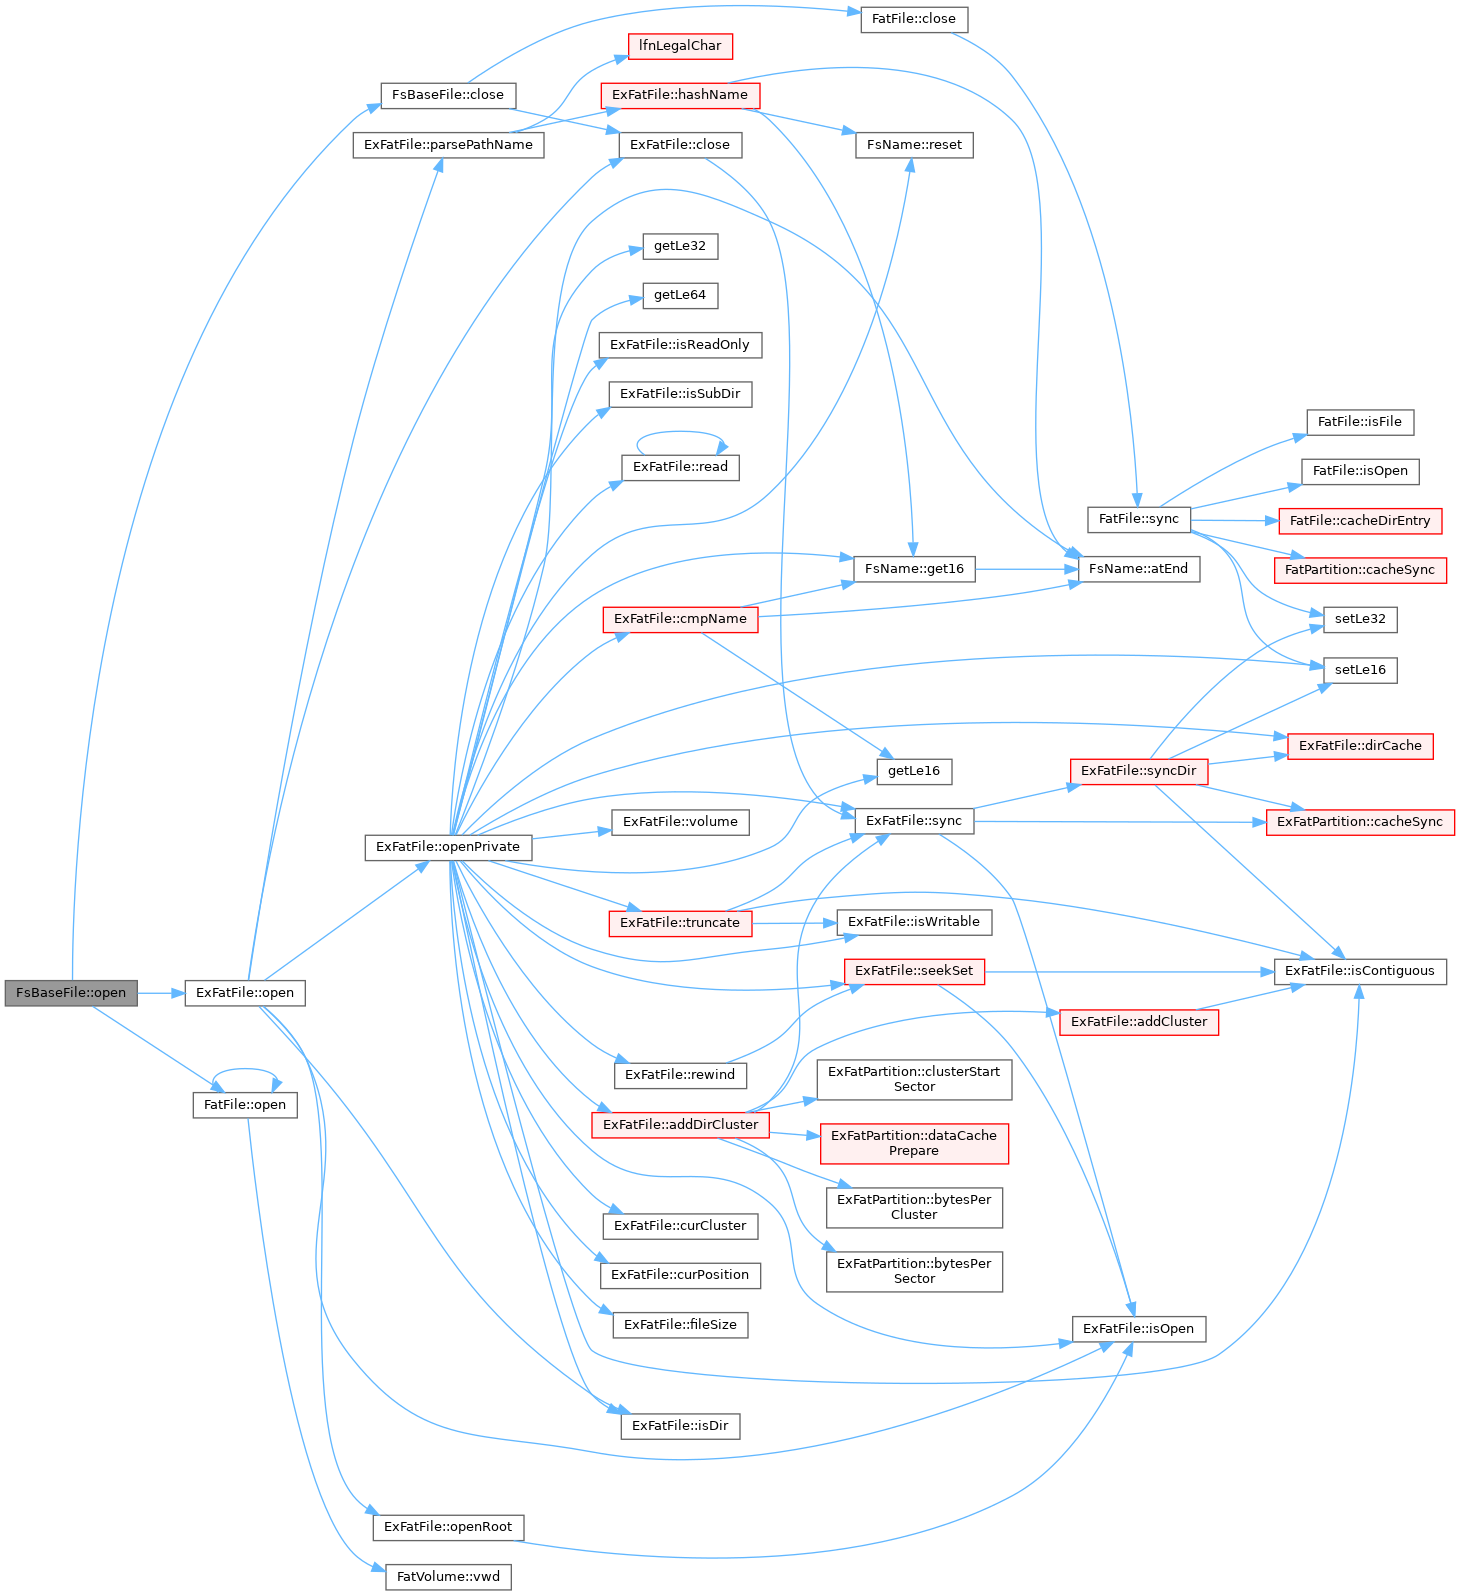 FatFile::close
lfnLegalChar
FsBaseFile::close
ExFatFile::hashName
ExFatFile::parsePathName
ExFatFile::close
FsName::reset
getLe32
getLe64
ExFatFile::isReadOnly
ExFatFile::isSubDir
FatFile::isFile
ExFatFile::read
FatFile::isOpen
FatFile::sync
FatFile::cacheDirEntry
FsName::get16
FsName::atEnd
FatPartition::cacheSync
ExFatFile::cmpName
setLe32
setLe16
ExFatFile::dirCache
getLe16
ExFatFile::syncDir
ExFatFile::volume
ExFatFile::sync
ExFatPartition::cacheSync
ExFatFile::openPrivate
ExFatFile::truncate
ExFatFile::isWritable
ExFatFile::seekSet
ExFatFile::isContiguous
FsBaseFile::open
ExFatFile::open
ExFatFile::addCluster
ExFatFile::rewind
ExFatPartition::clusterStart
Sector
FatFile::open
ExFatFile::addDirCluster
ExFatPartition::dataCache
Prepare
ExFatPartition::bytesPer
Cluster
ExFatFile::curCluster
ExFatPartition::bytesPer
Sector
ExFatFile::curPosition
ExFatFile::fileSize
ExFatFile::isOpen
ExFatFile::isDir
ExFatFile::openRoot
FatVolume::vwd